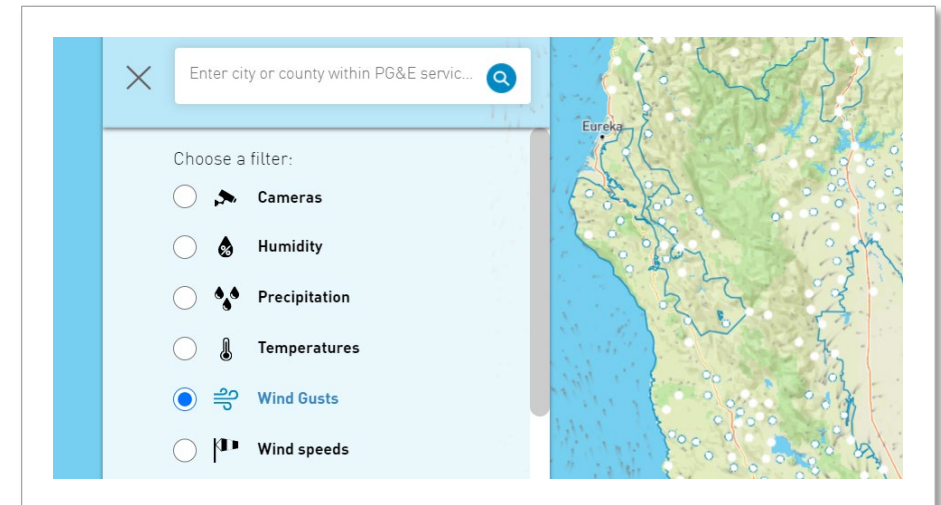 Enter city or county within PG&E servic...
Choose a filter:
Cameras
Humidity
Precipitation
Temperatures
Wind Gusts
Wind speeds
Eureka